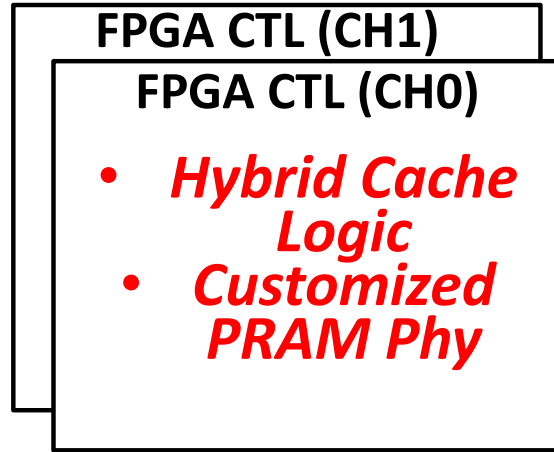 FPGA CTL (CH1)
FPGA CTL (CH0)
• Hybrid Cache
Logic
• Customized
PRAM Phy